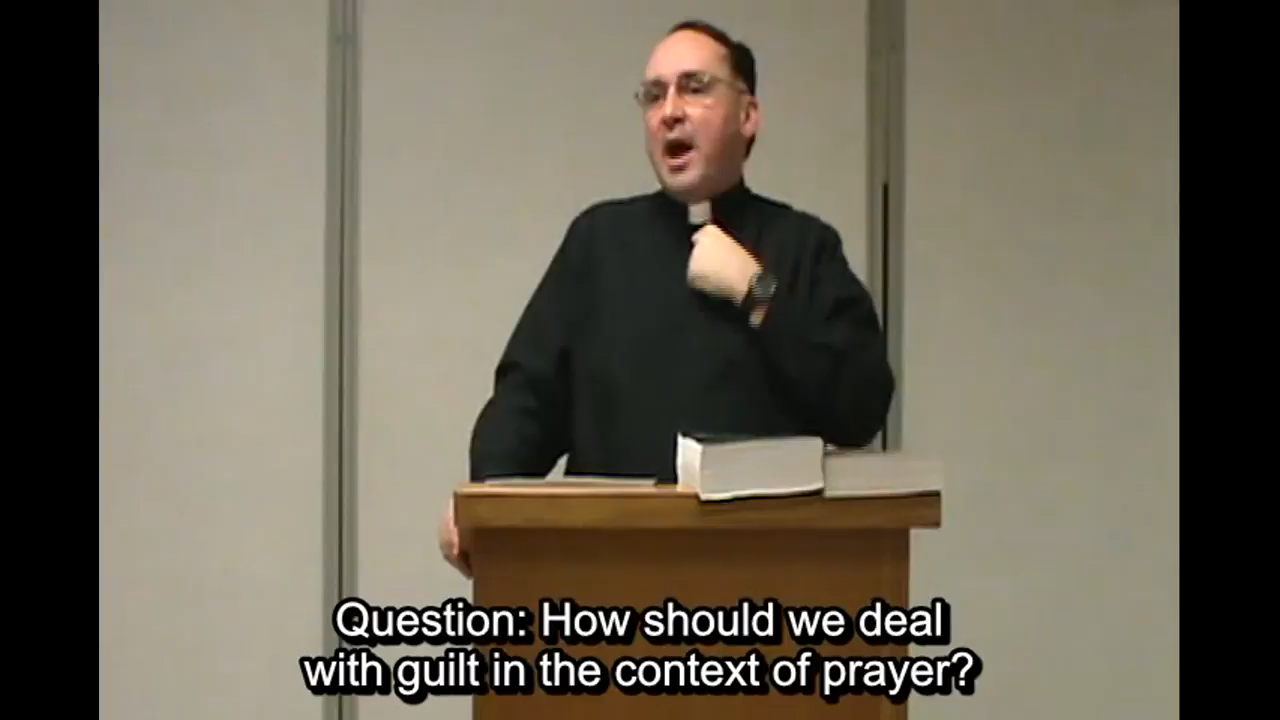 Question: How should we deal
with guilt in the context of prayer?